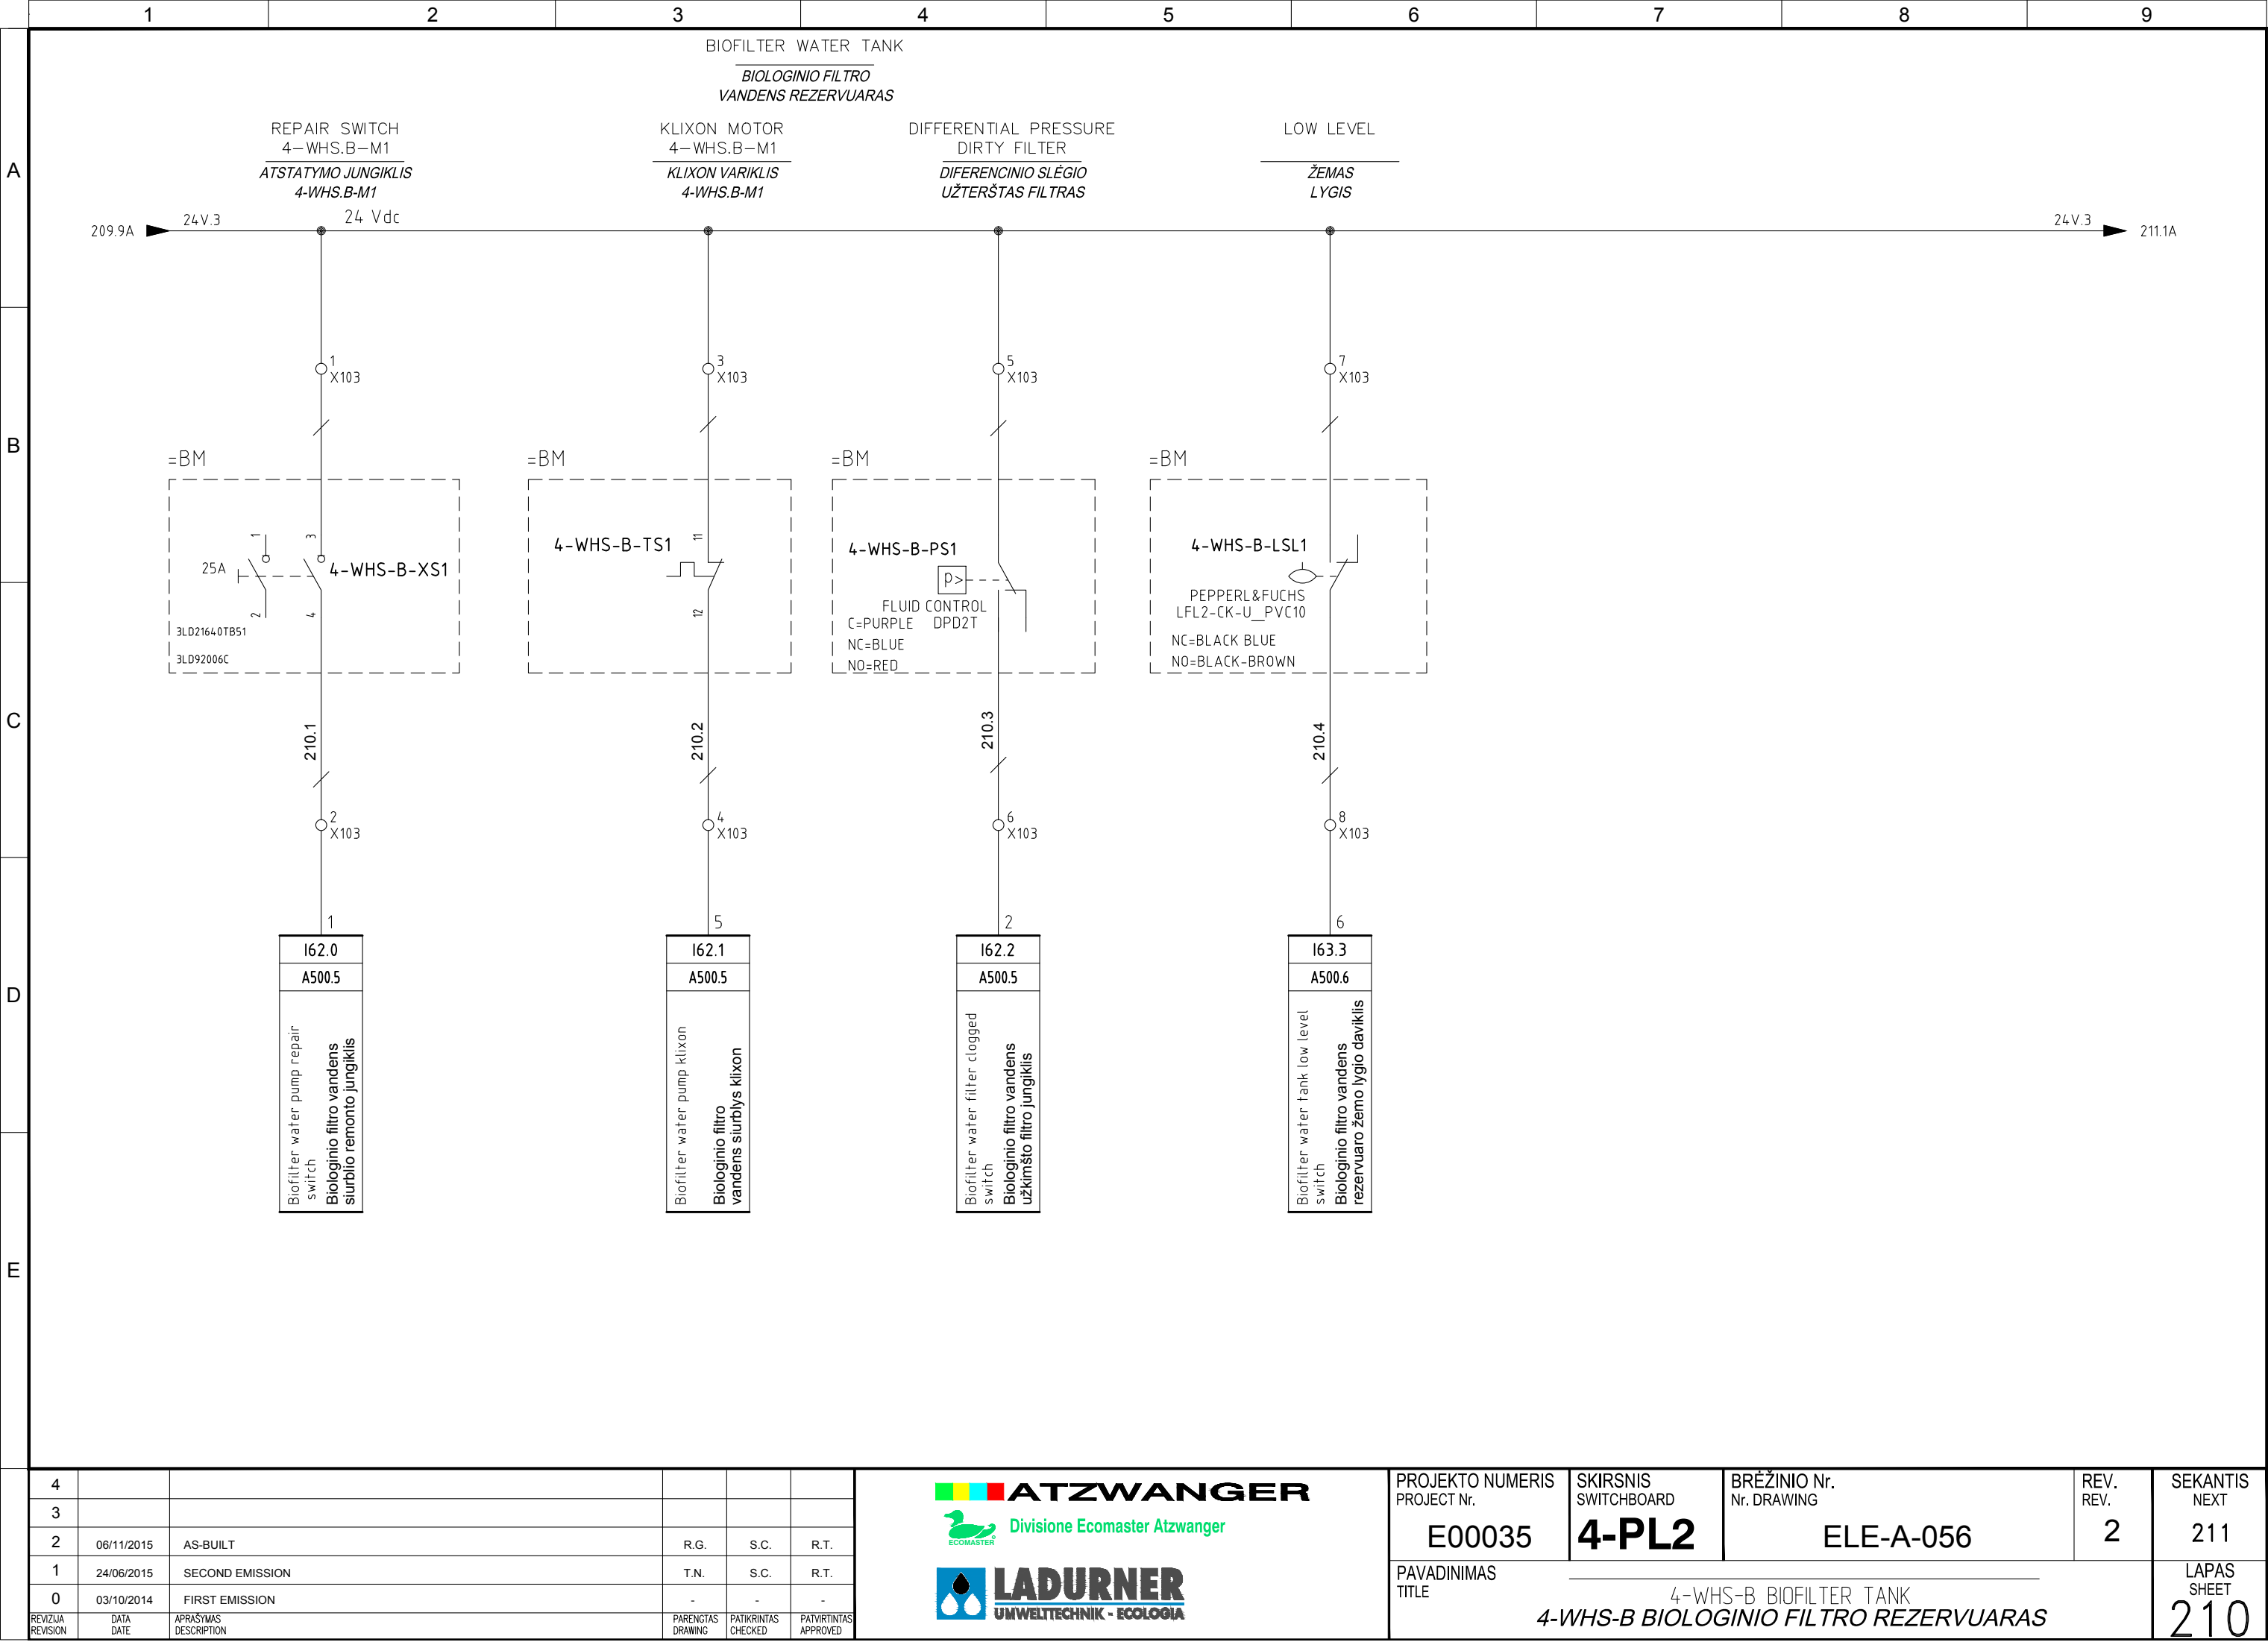 1 2 3 4 5 6 7 8 9
BIOFILTER WATER TANK
BIOLOGINIO FILTRO
VANDENS REZERVUARAS
REPAIR SWITCH
4-WHS.B-M1
ATSTATYMO JUNGIKLIS
4-WHS.B-M1
KLIXON MOTOR
4-WHS.B-M1
KLIXON VARIKLIS
4-WHS.B-M1
DIFFERENTIAL PRESSURE
DIRTY FILTER
DIFERENCINIO SLĖGIO
UŽTERŠTAS FILTRAS
LOW LEVEL
ŽEMAS
LYGIS
A
209.9A 24V.3 24 Vdc 24V.3 211.1A
1
X103
3
X103
5
X103
7
X103
B
=BM =BM =BM =BM
1 3
25A 4-WHS-B-XS1
2 4
3LD21640TB51
3LD92006C
11
4-WHS-B-TS1
12
4-WHS-B-PS1
P>
FLUID CONTROL
C=PURPLE DPD2T
NC=BLUE
NO=RED
4-WHS-B-LSL1
PEPPERL&FUCHS
LFL2-CK-U_PVC10
NC=BLACK BLUE
NO=BLACK-BROWN
C
210.1 210.2 210.3 210.4
2
X103
4
X103
6
X103
8
X103
D
1
I62.0
A500.5
Biofilter water pump repair
switch
Biologinio filtro vandens
siurblio remonto jungiklis
5
I62.1
A500.5
Biofilter water pump klixon
Biologinio filtro
vandens siurblys klixon
2
I62.2
A500.5
Biofilter water filter clogged
switch
Biologinio filtro vandens
užkimšto filtro jungiklis
6
I63.3
A500.6
Biofilter water tank low level
switch
Biologinio filtro vandens
rezervuaro žemo lygio daviklis
E
4
3
2 06/11/2015 AS-BUILT R.G. S.C. R.T.
1 24/06/2015 SECOND EMISSION T.N. S.C. R.T.
0 03/10/2014 FIRST EMISSION - - -
REVIZIJA DATA APRAŠYMAS PARENGTAS PATIKRINTAS PATVIRTINTAS
REVISION DATE DESCRIPTION DRAWING CHECKED APPROVED
ATZWANGER
Divisione Ecomaster Atzwanger
ECOMASTER
LADURNER
UMWELTTECHNIK - ECOLOGIA
PROJEKTO NUMERIS
PROJECT Nr.
E00035
SKIRSNIS
SWITCHBOARD
4-PL2
BRĖŽINIO Nr.
Nr. DRAWING
ELE-A-056
REV.
REV.
2
SEKANTIS
NEXT
211
PAVADINIMAS
TITLE
4-WHS-B BIOFILTER TANK
4-WHS-B BIOLOGINIO FILTRO REZERVUARAS
LAPAS
SHEET
210